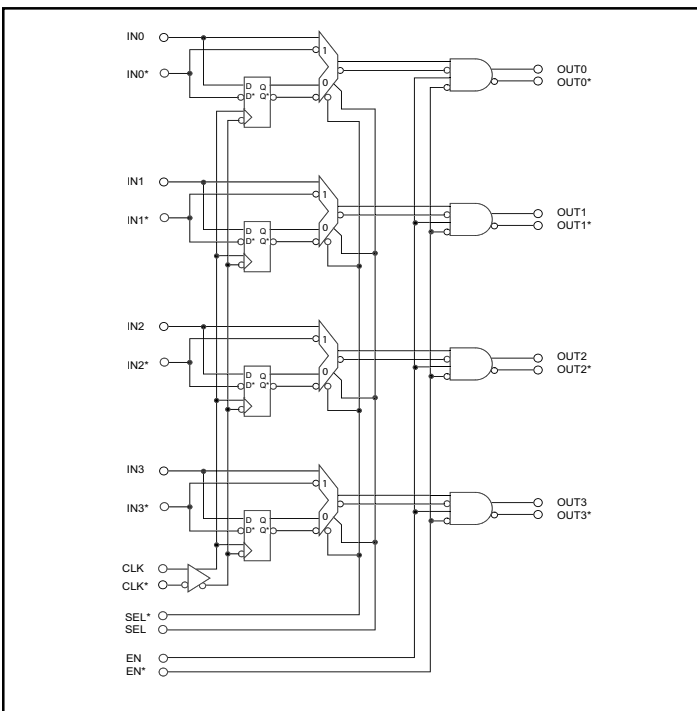 IN0
1
OUT0
IN0*
OUT0*
D Q 0
D* Q*
IN1
1
OUT1
IN1*
OUT1*
D Q 0
D* Q*
IN2
1
OUT2
IN2*
OUT2*
D Q 0
D* Q*
IN3
1
OUT3
IN3*
OUT3*
D Q 0
D* Q*
CLK
CLK*
SEL*
SEL
EN
EN*